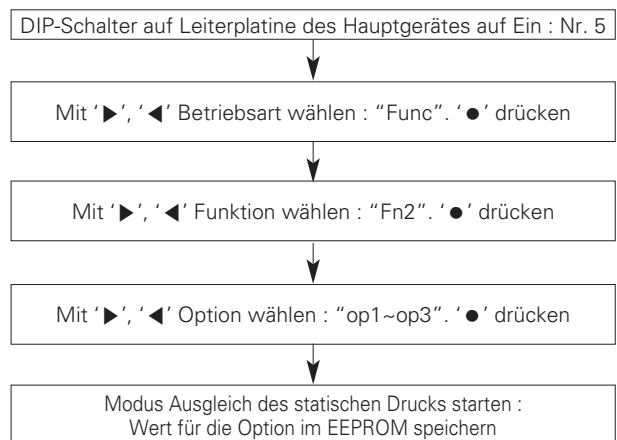 DIP-Schalter auf Leiterplatine des Hauptgerätes auf Ein : Nr. 5
Mit ‘▶’, ‘◀’ Betriebsart wählen : “Func”. ‘●’ drücken
Mit ‘▶’, ‘◀’ Funktion wählen : “Fn2”. ‘●’ drücken
Mit ‘▶’, ‘◀’ Option wählen : “op1~op3”. ‘●’ drücken
Modus Ausgleich des statischen Drucks starten :
Wert für die Option im EEPROM speichern